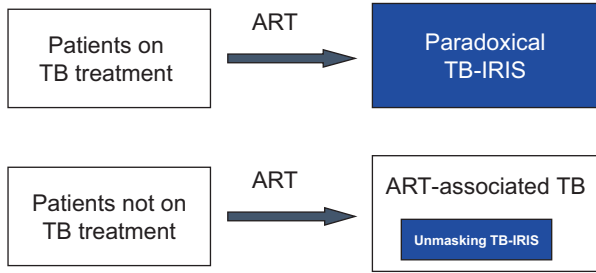 Patients on
TB treatment
ART
Paradoxical
TB-IRIS
Patients not on
TB treatment
ART
ART-associated TB
Unmasking TB-IRIS